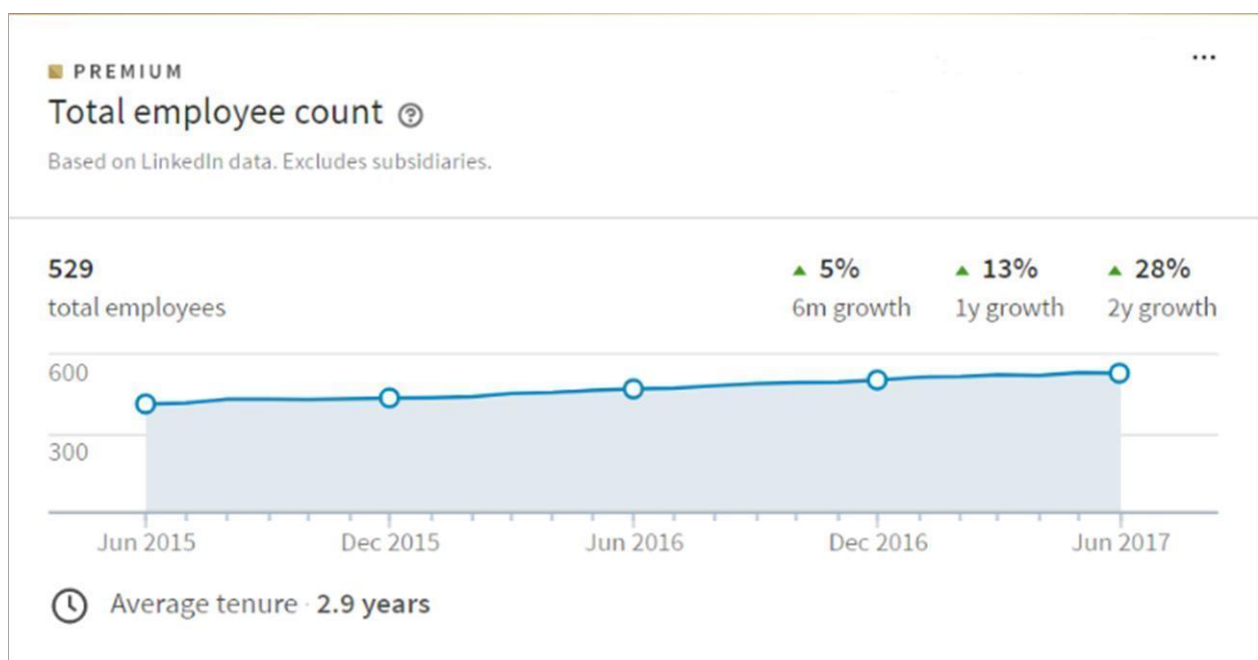 PREMIUM
Total employee count
Based on LinkedIn data. Excludes subsidiaries.
529
total employees
5%
6m growth
13%
1y growth
28%
2y growth
600
300
Jun 2015 Dec 2015 Jun 2016 Dec 2016 Jun 2017
Average tenure · 2.9 years